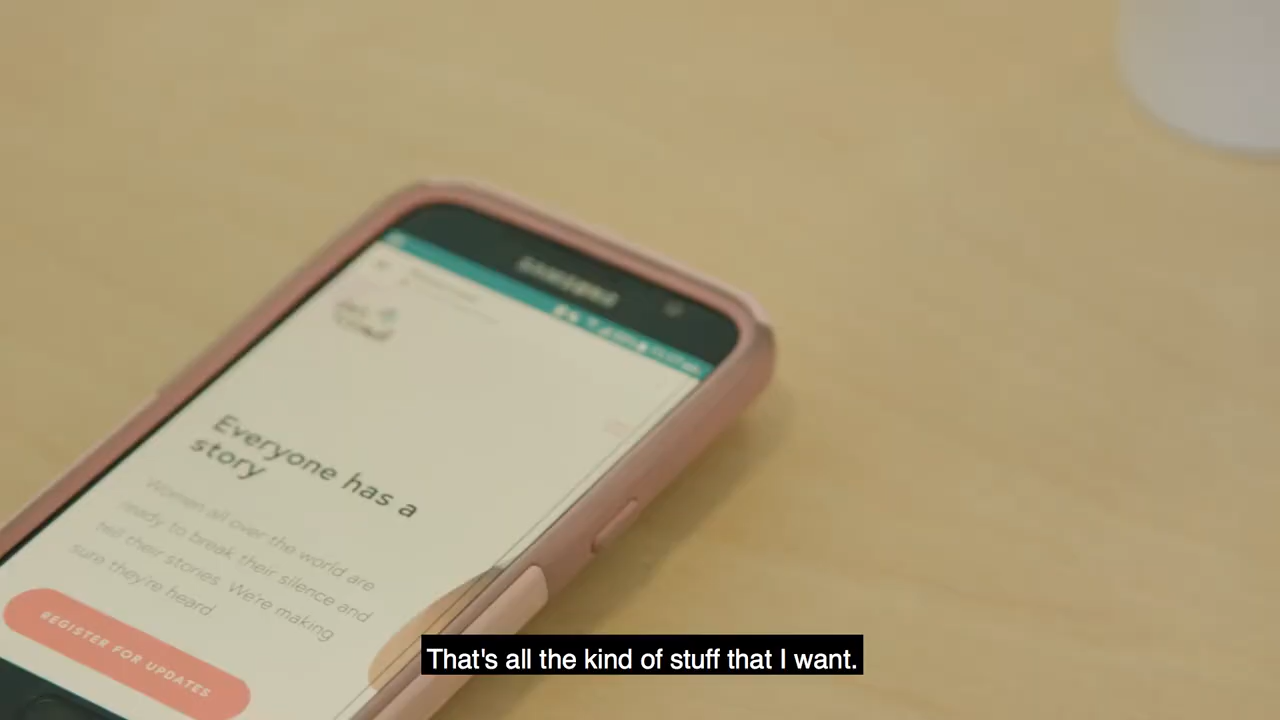 SAMSUNG
Everyone has a
story
Women all over the world are
ready to break their silence and
tell their stories. We're making
sure they're heard.
REGISTER FOR UPDATES
That's all the kind of stuff that I want.